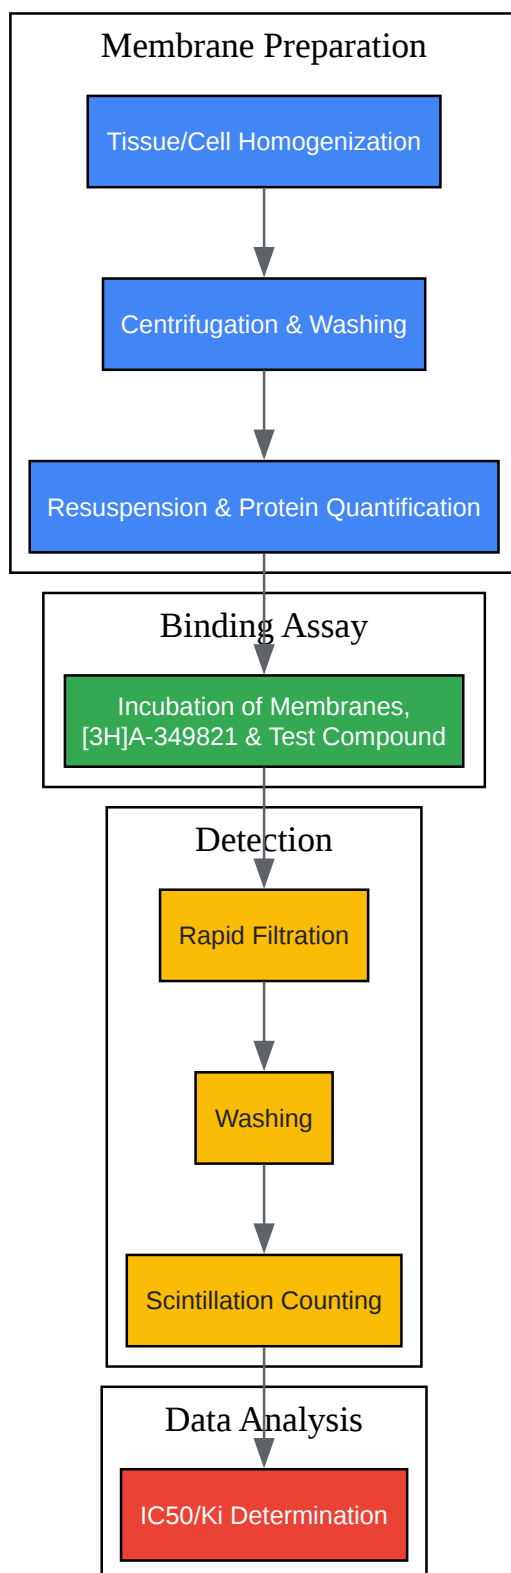 Membrane Preparation
Tissue/Cell Homogenization
Centrifugation & Washing
Resuspension & Protein Quantification
Binding Assay
Incubation of Membranes,
[3H]A-349821 & Test Compound
Detection
Rapid Filtration
Washing
Scintillation Counting
Data Analysis
IC50/Ki Determination